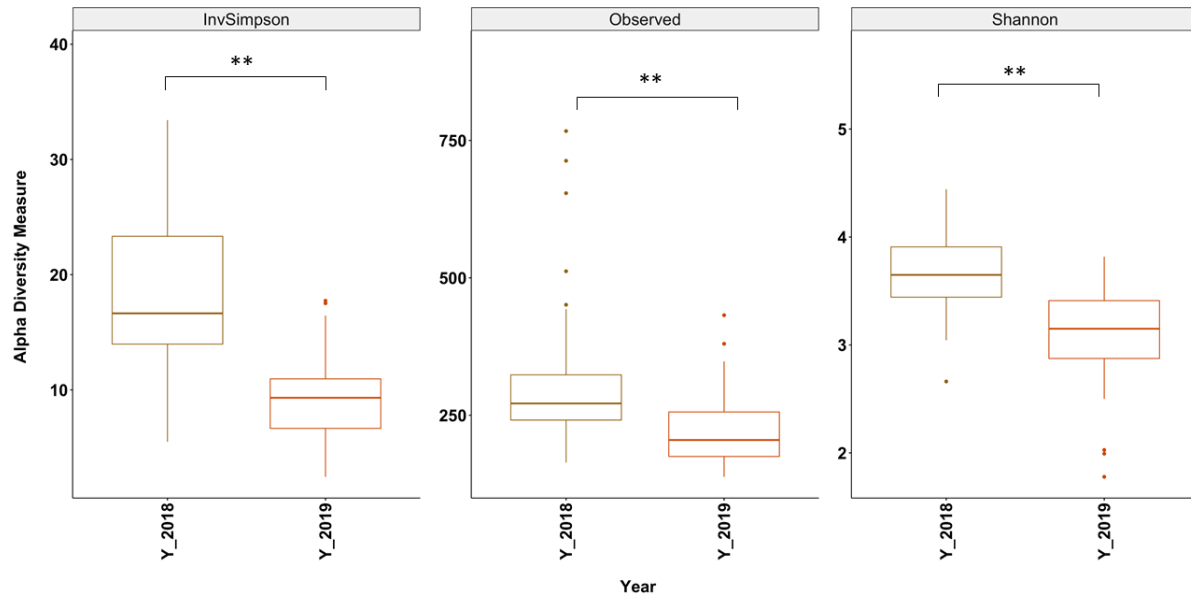 InvSimpson
Observed
Shannon
Alpha Diversity Measure
40
30
20
10
**
Y_2018
Y_2019
750
500
250
**
Y_2018
Y_2019
5
4
3
2
**
Y_2018
Y_2019
Year